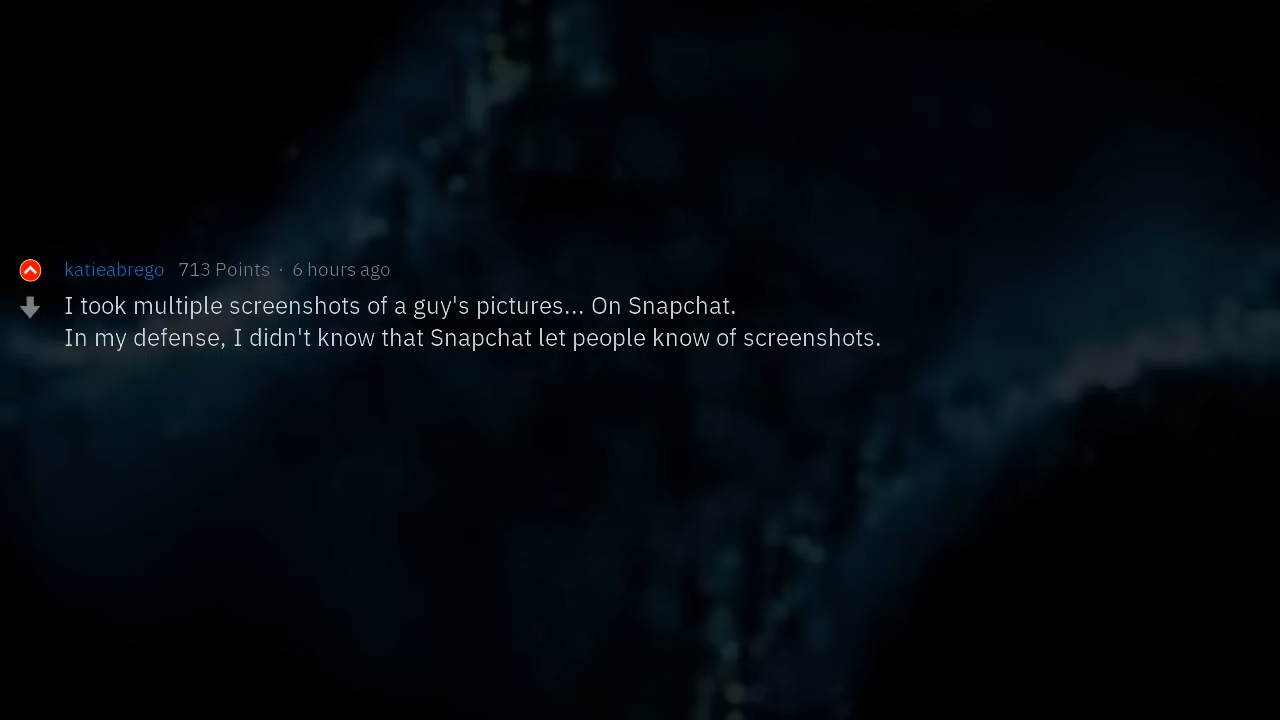 katieabrego 713 Points · 6 hours ago
I took multiple screenshots of a guy's pictures... On Snapchat.
In my defense, I didn't know that Snapchat let people know of screenshots.